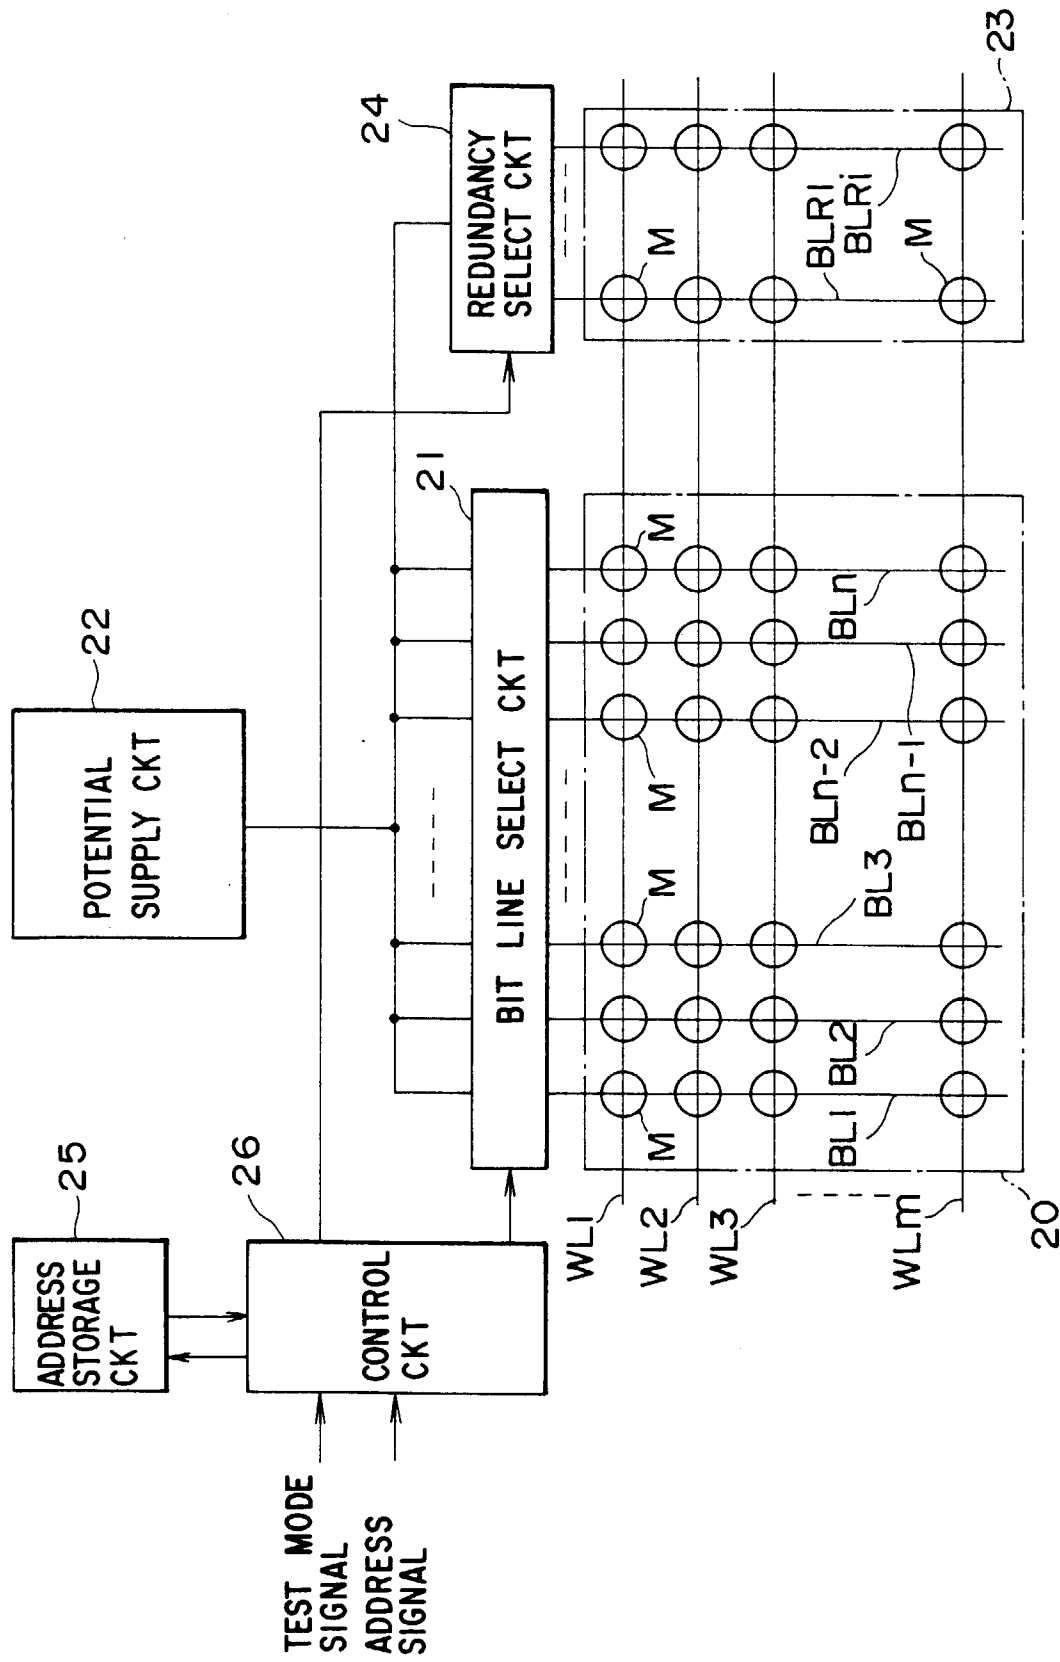 POTENTIAL
SUPPLY CKT
22
ADDRESS
STORAGE
CKT
25
CONTROL
CKT
26
TEST MODE
SIGNAL
ADDRESS
SIGNAL
BIT LINE SELECT CKT
21
REDUNDANCY
SELECT CKT
24
WL1
WL2
WL3
WLm
M
M
M
M
M
M
BL1
BL2
BL3
BLn-2
BLn-1
BLn
BLR1
BLRi
20
23